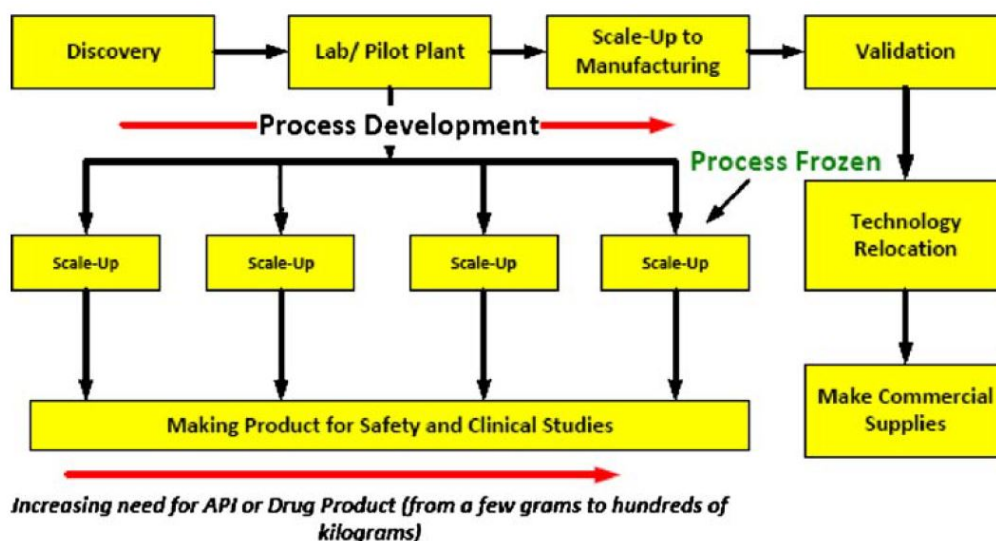 Discovery
Lab/ Pilot Plant
Scale-Up to
Manufacturing
Validation
Process Development
Process Frozen
Technology
Relocation
Scale-Up
Scale-Up
Scale-Up
Scale-Up
Make Commercial
Supplies
Making Product for Safety and Clinical Studies
Increasing need for API or Drug Product (from a few grams to hundreds of
kilograms)